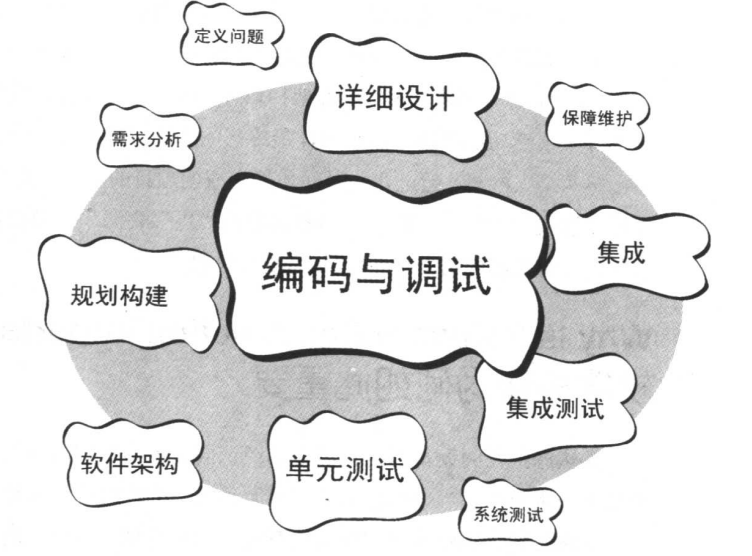 定义问题
详细设计
保障维护
需求分析
编码与调试
集成
规划构建
集成测试
软件架构
单元测试
系统测试